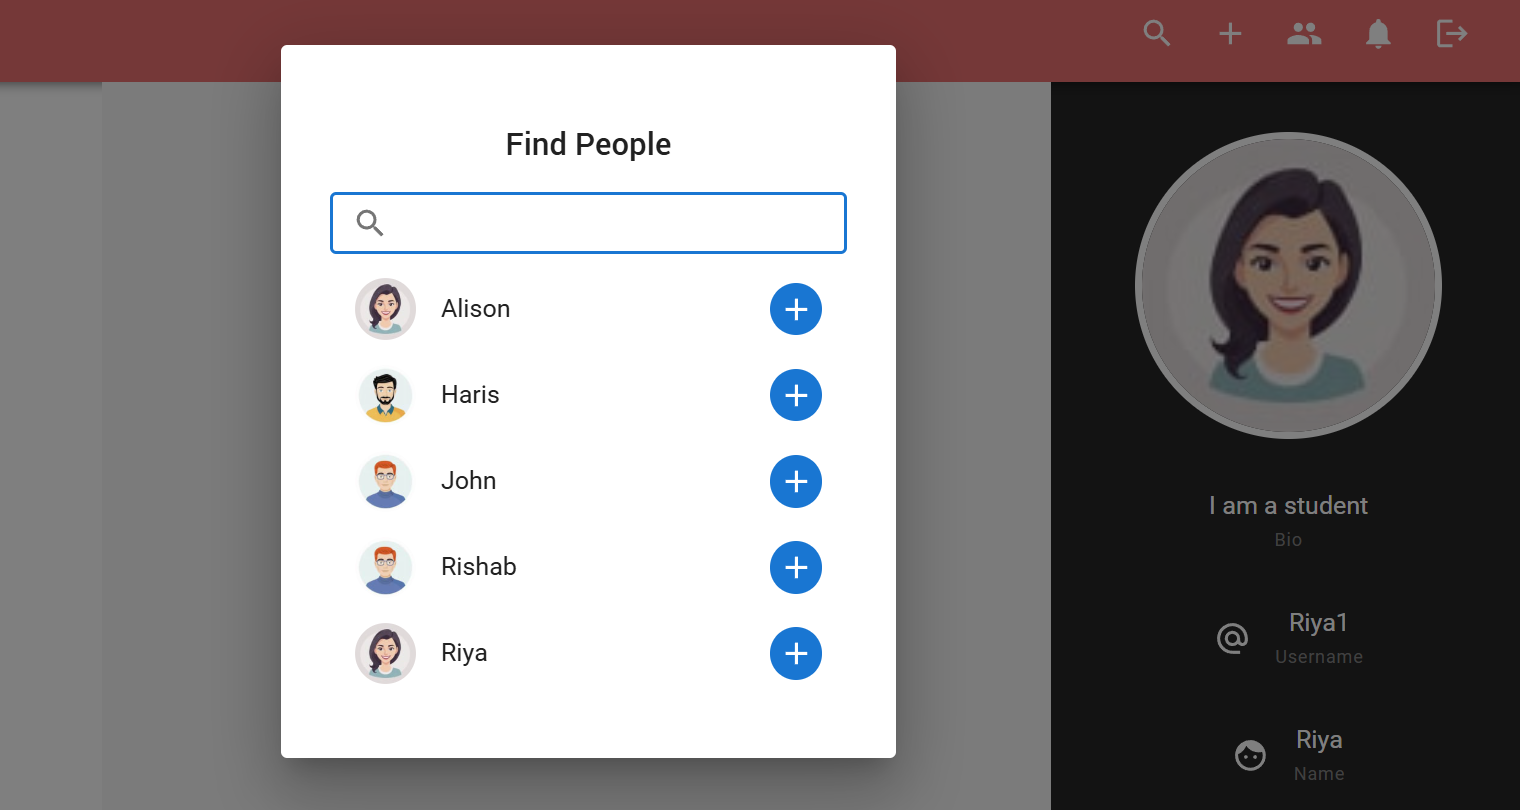 Find People
Alison
Haris
John
Rishab
Riya
I am a student
Bio
Riya1
Username
Riya
Name